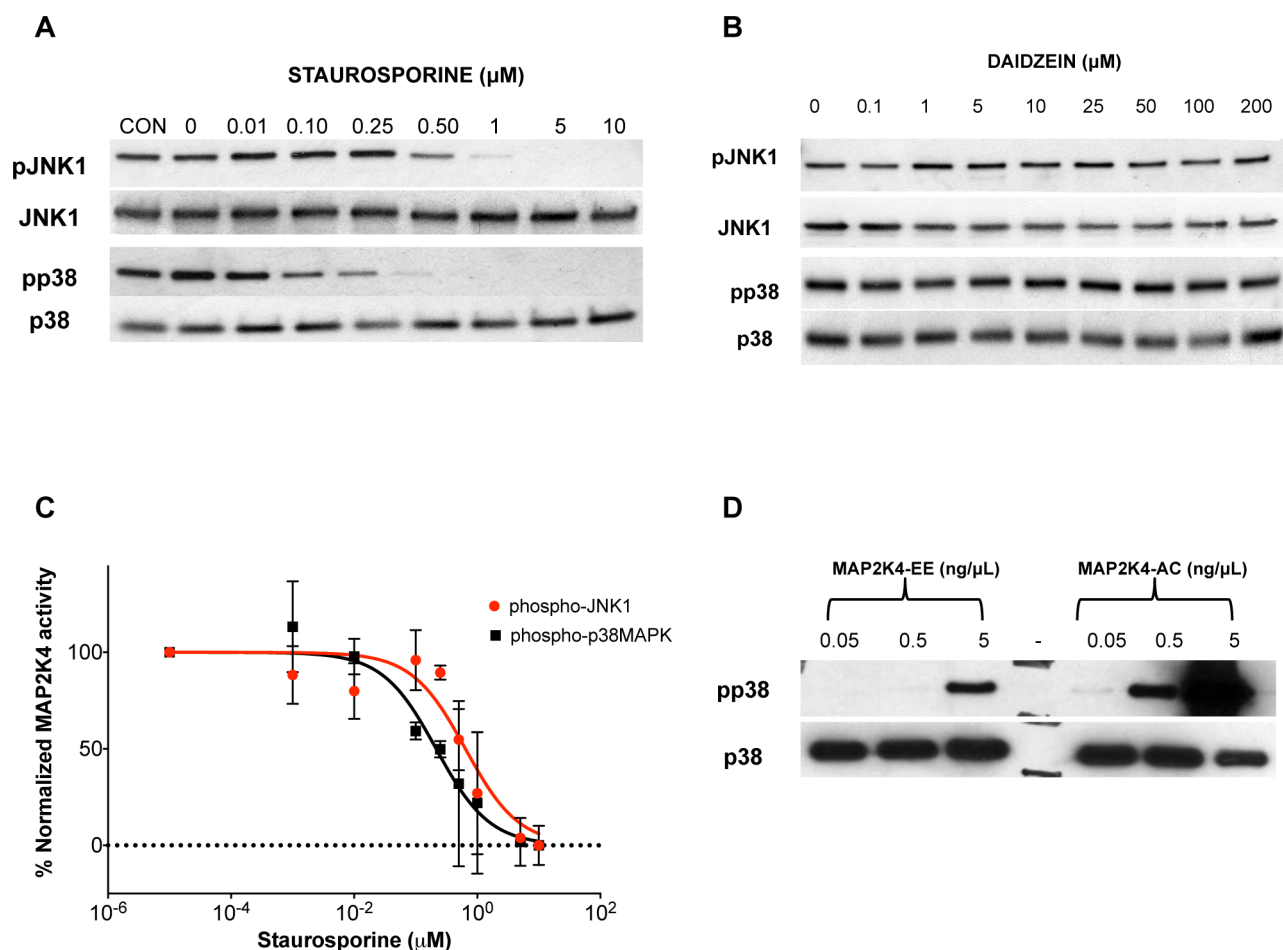 A
STAUROSPORINE (µM)
CON 0 0.01 0.10 0.25 0.50 1 5 10
pJNK1
JNK1
pp38
p38
B
DAIDZEIN (µM)
0 0.1 1 5 10 25 50 100 200
pJNK1
JNK1
pp38
p38
C
% Normalized MAP2K4 activity
100
50
0
phospho-JNK1
phospho-p38MAPK
10⁻⁶ 10⁻⁴ 10⁻² 10⁰ 10²
Staurosporine (µM)
D
MAP2K4-EE (ng/µL) MAP2K4-AC (ng/µL)
0.05 0.5 5 - 0.05 0.5 5
pp38
p38